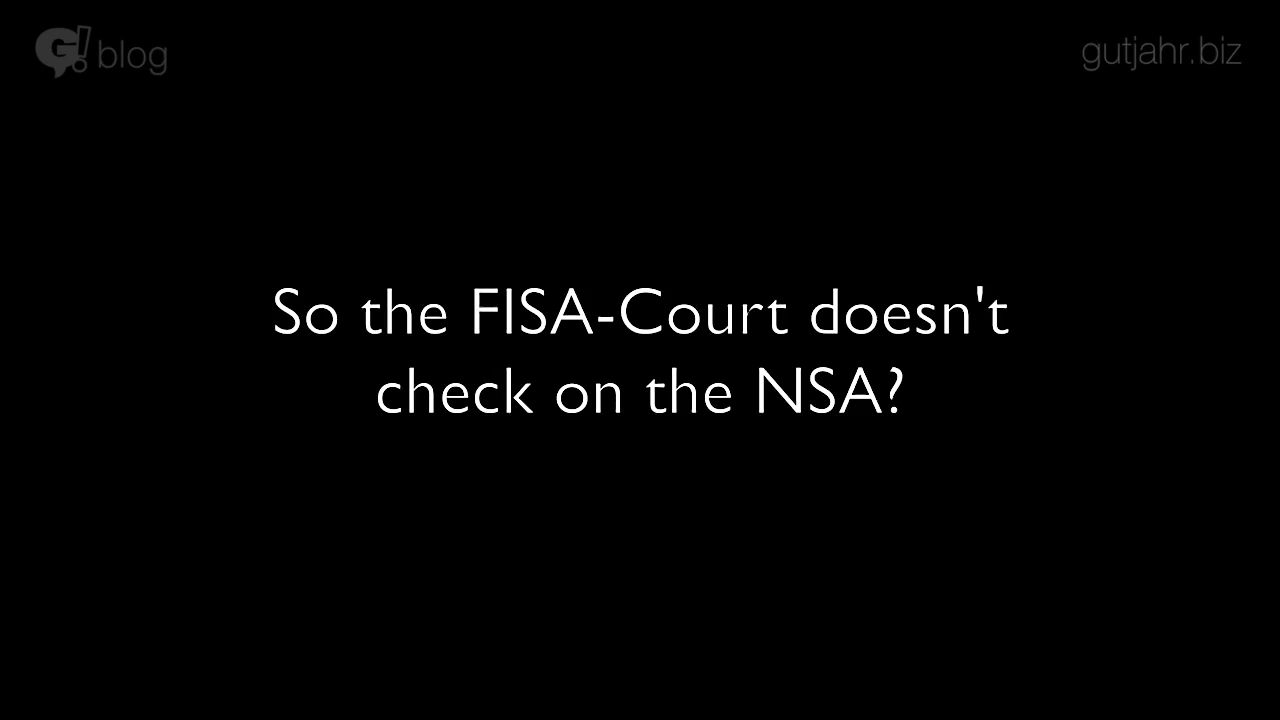 G! blog
gutjahr.biz
So the FISA-Court doesn't
check on the NSA?